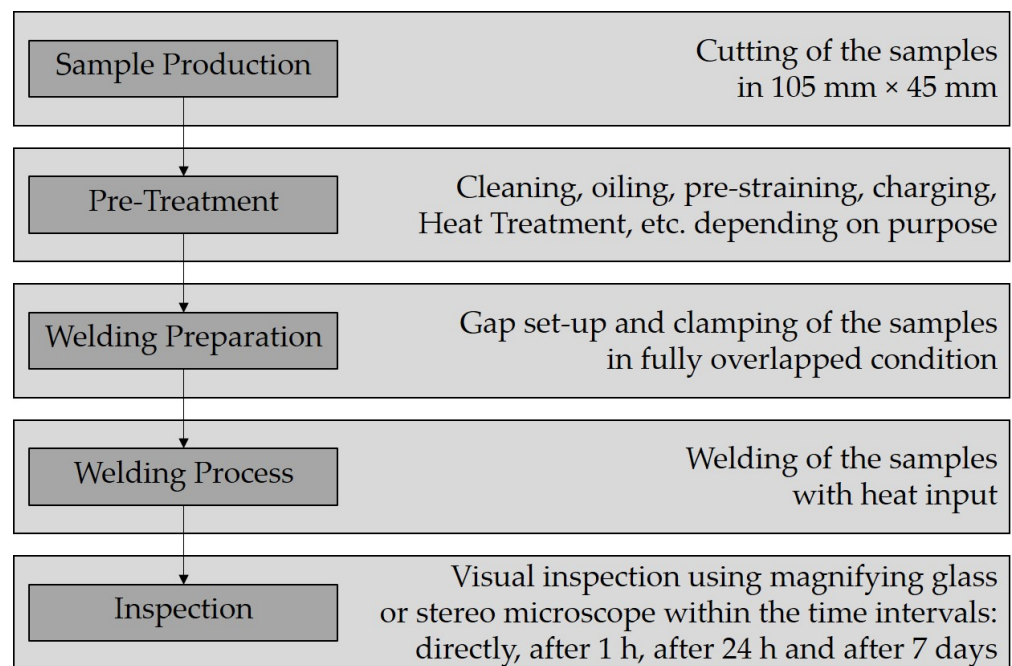 Sample Production
Cutting of the samples
in 105 mm × 45 mm
Pre-Treatment
Cleaning, oiling, pre-straining, charging,
Heat Treatment, etc. depending on purpose
Welding Preparation
Gap set-up and clamping of the samples
in fully overlapped condition
Welding Process
Welding of the samples
with heat input
Inspection
Visual inspection using magnifying glass
or stereo microscope within the time intervals:
directly, after 1 h, after 24 h and after 7 days